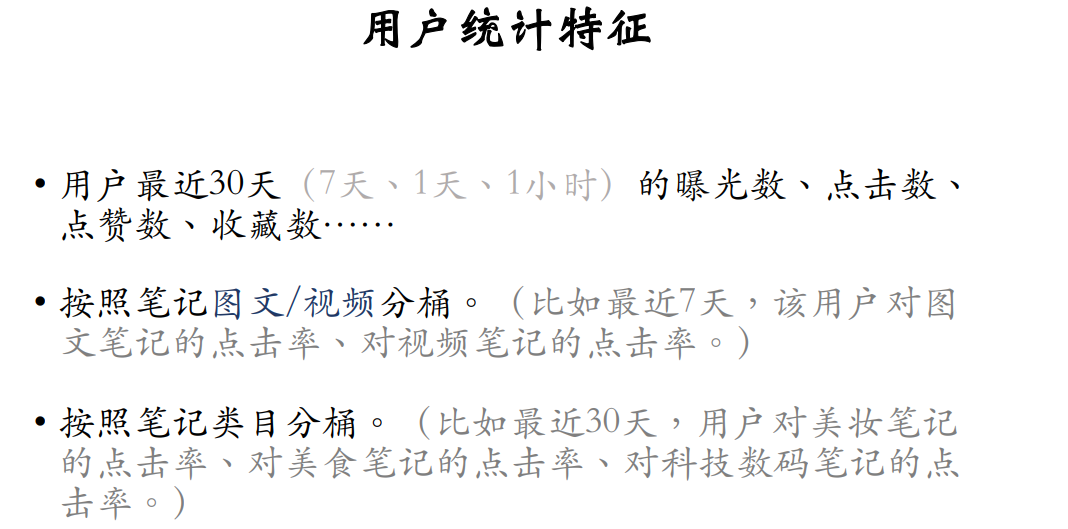 用户统计特征
• 用户最近30天（7天、1天、1小时）的曝光数、点击数、
点赞数、收藏数……
• 按照笔记图文/视频分桶。（比如最近7天，该用户对图
文笔记的点击率、对视频笔记的点击率。）
• 按照笔记类目分桶。（比如最近30天，用户对美妆笔记
的点击率、对美食笔记的点击率、对科技数码笔记的点
击率。）